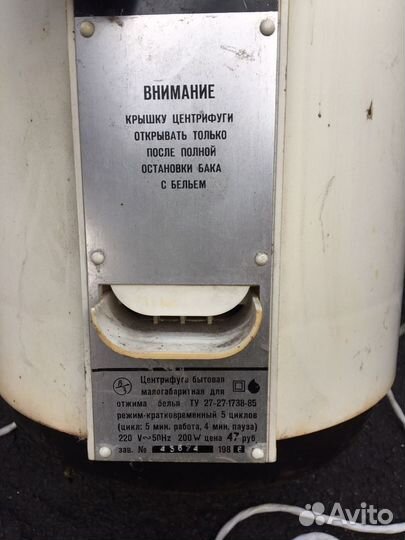 ВНИМАНИЕ
КРЫШКУ ЦЕНТРИФУГИ
ОТКРЫВАТЬ ТОЛЬКО
ПОСЛЕ ПОЛНОЙ
ОСТАНОВКИ БАКА
С БЕЛЬЕМ
Центрифуга бытовая
малогабаритная для
отжима белья ТУ 27-27-1738-85
режим-кратковременный 5 циклов
(цикл: 5 мин. работа, 4 мин. пауза)
220 V~50Hz 200W цена 47 руб.
зав. № 198
Avito